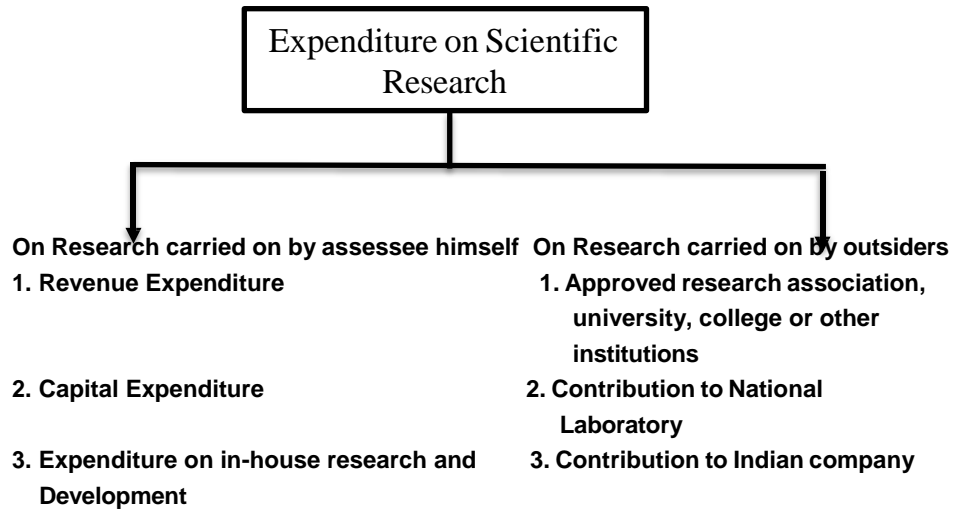 Expenditure on Scientific
Research
On Research carried on by assessee himself On Research carried on by outsiders
1. Revenue Expenditure 1. Approved research association,
university, college or other
institutions
2. Capital Expenditure 2. Contribution to National
Laboratory
3. Expenditure on in-house research and 3. Contribution to Indian company
Development